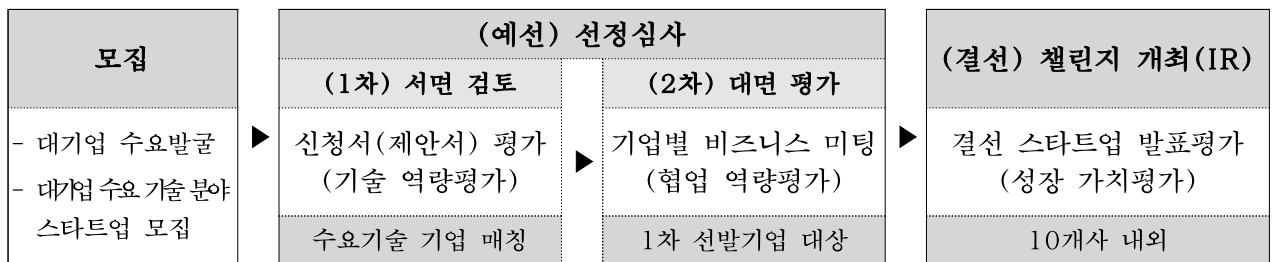 모집
- 대기업 수요발굴
- 대기업 수요 기술 분야
스타트업 모집
▶
(예선) 선정심사
(1차) 서면 검토
신청서(제안서) 평가
(기술 역량평가)
수요기술 기업 매칭
▶
(2차) 대면 평가
기업별 비즈니스 미팅
(협업 역량평가)
1차 선발기업 대상
▶
(결선) 챌린지 개최(IR)
결선 스타트업 발표평가
(성장 가치평가)
10개사 내외